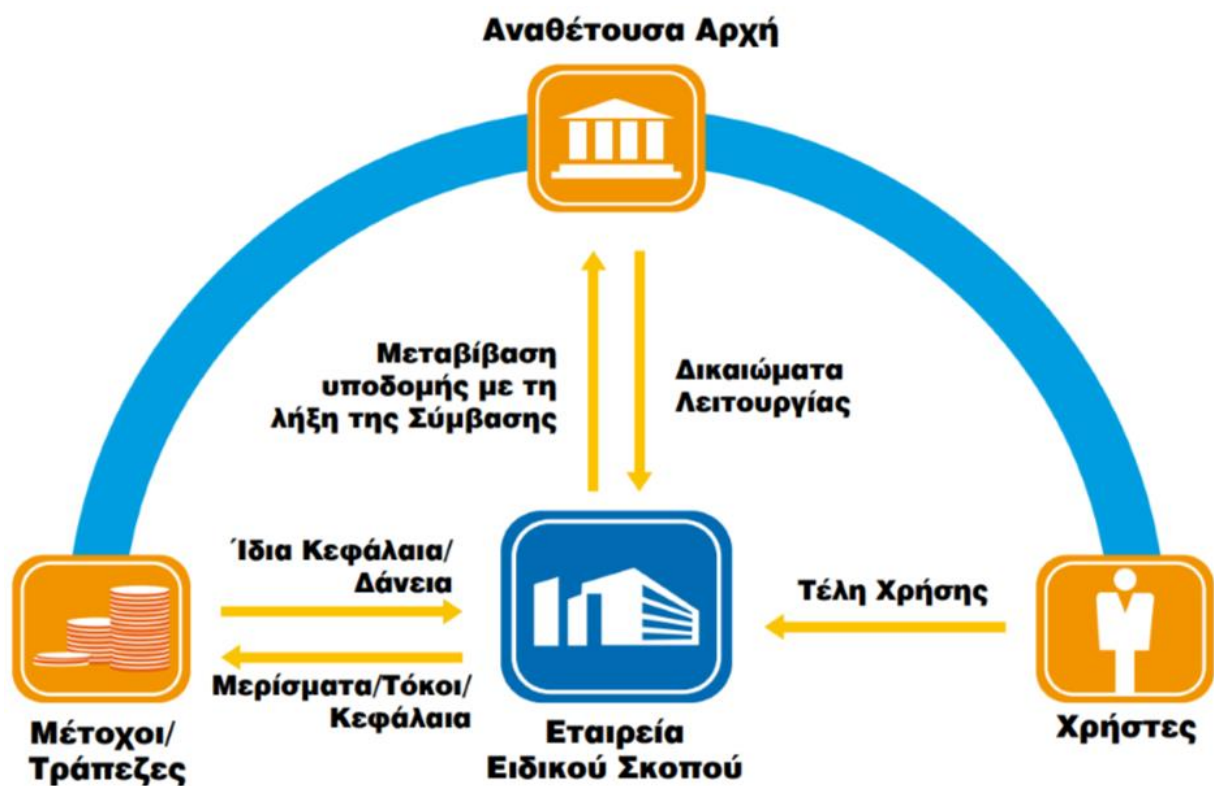 Αναθέτουσα Αρχή
Μεταβίβαση
υποδομής με τη
λήξη της Σύμβασης
Δικαιώματα
Λειτουργίας
Ίδια Κεφάλαια/
Δάνεια
Τέλη Χρήσης
Μερίσματα/Τόκοι/
Κεφάλαια
Μέτοχοι/
Τράπεζες
Εταιρεία
Ειδικού Σκοπού
Χρήστες